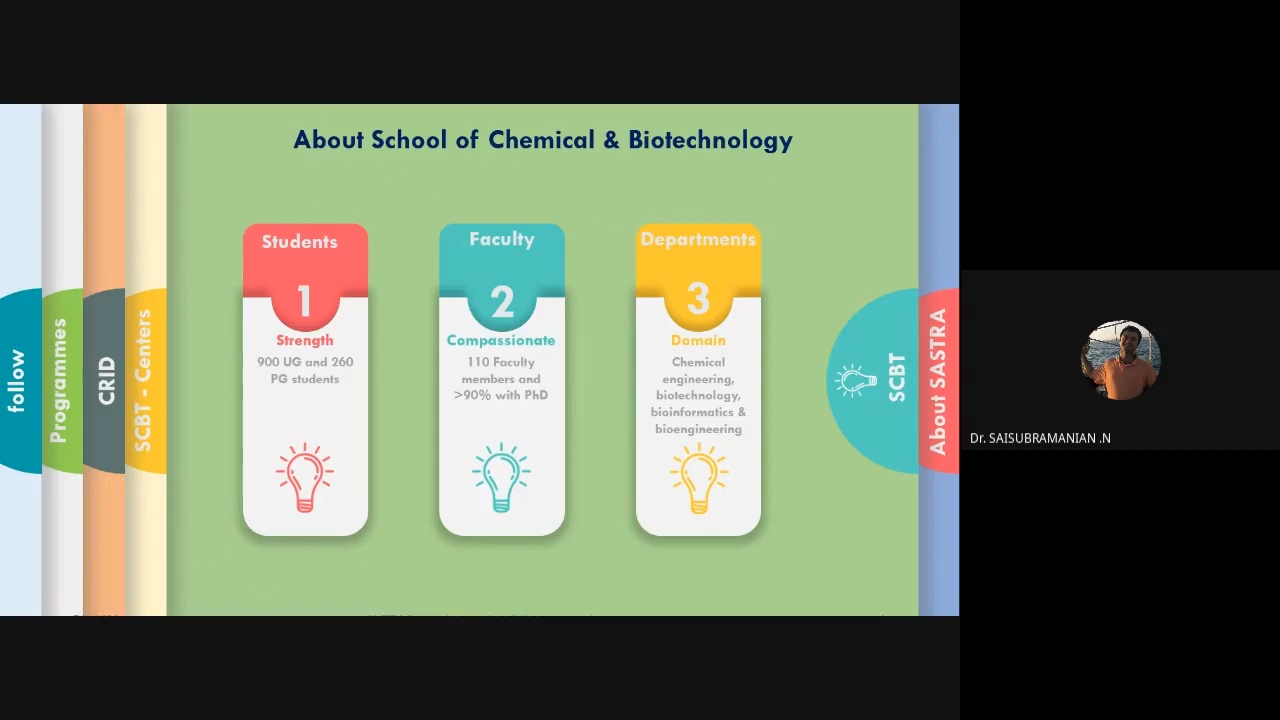 About School of Chemical & Biotechnology
Students
1
Strength
900 UG and 260
PG students
Faculty
2
Compassionate
110 Faculty
members and
>90% with PhD
Departments
3
Domain
Chemical
engineering,
biotechnology,
bioinformatics &
bioengineering
follow
Programmes
CRID
SCBT - Centers
SCBT
About SASTRA
Dr. SAISUBRAMANIAN .N